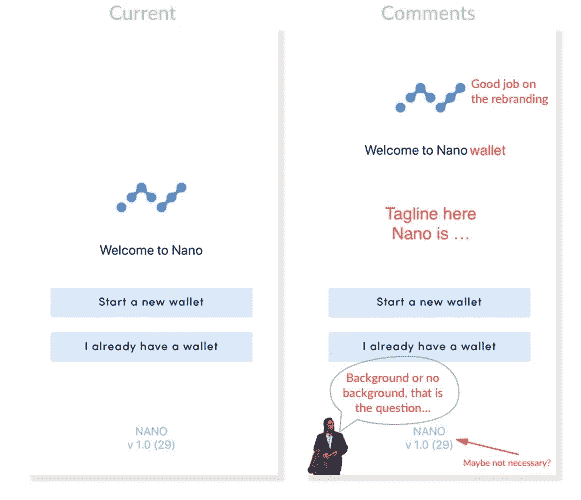 Current
Welcome to Nano
Start a new wallet
I already have a wallet
NANO
v 1.0 (29)
Comments
Good job on
the rebranding
Welcome to Nano wallet
Tagline here
Nano is ...
Start a new wallet
I already have a wallet
Background or no
background, that is
the question...
NANO
v 1.0 (29)
Maybe not necessary?